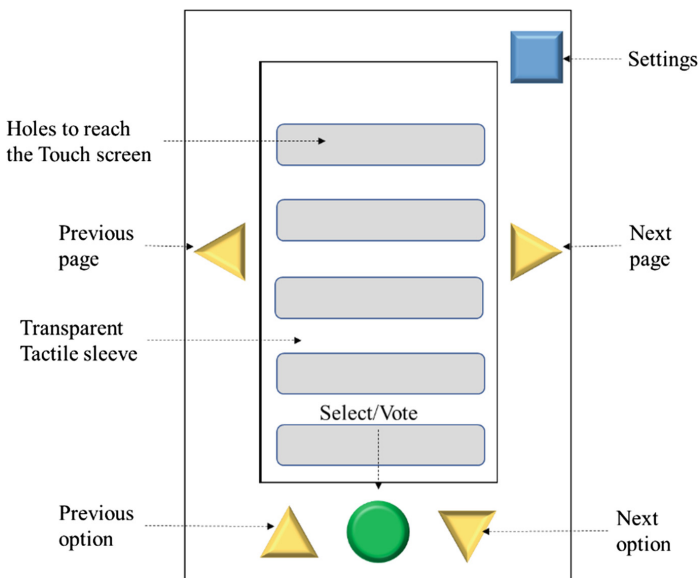 Settings
Holes to reach
the Touch screen
Previous
page
Next
page
Transparent
Tactile sleeve
Select/Vote
Previous
option
Next
option